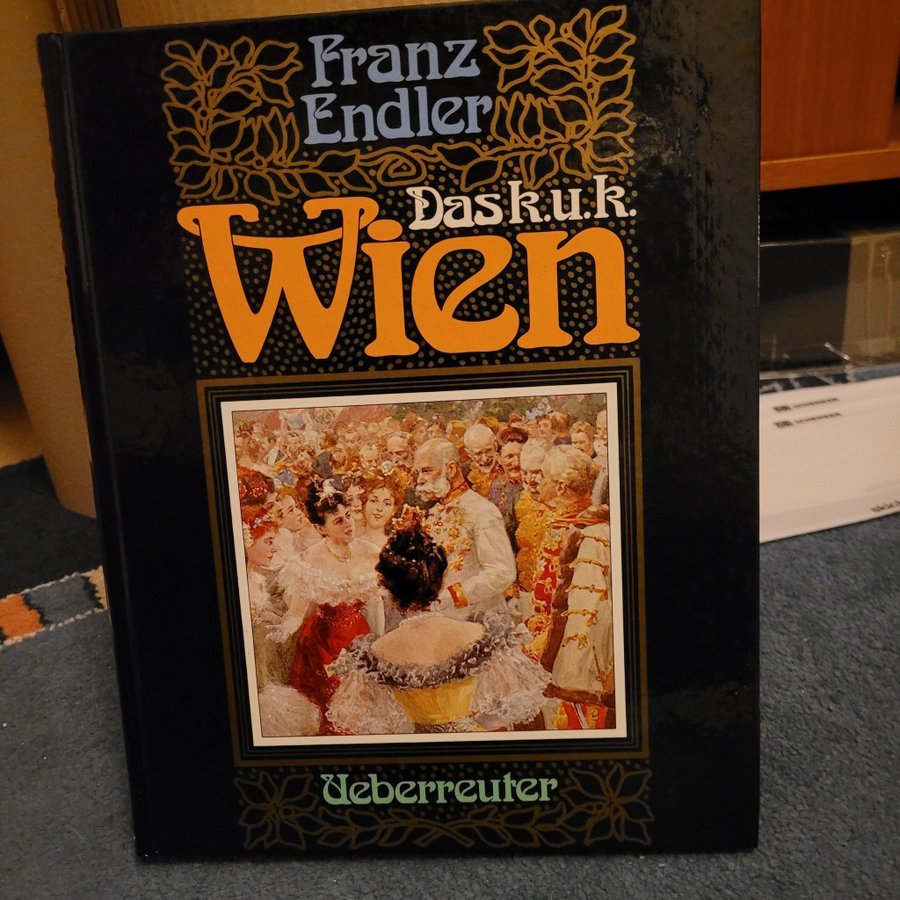 Franz
Endler
Das k.u.k.
Wien
Ueberreuter